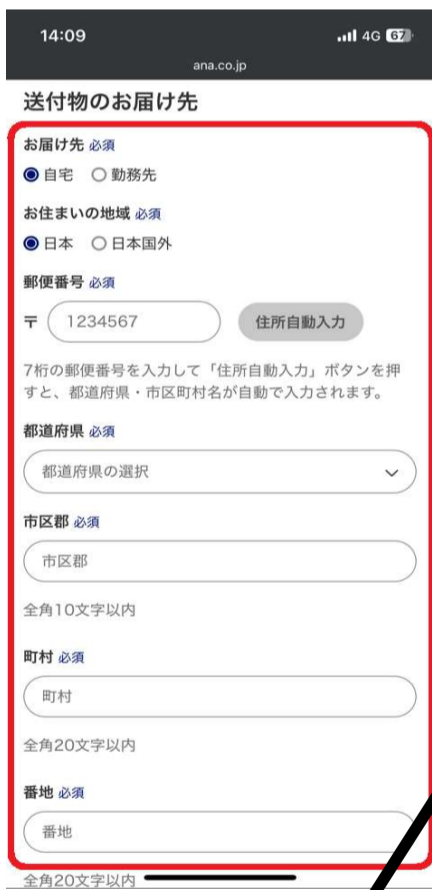 14:09
4G 67
ana.co.jp
送付物のお届け先
お届け先 必須
自宅 勤務先
お住まいの地域 必須
日本 日本国外
郵便番号 必須
〒 1234567 住所自動入力
7桁の郵便番号を入力して「住所自動入力」ボタンを押
すと、都道府県・市区町村名が自動で入力されます。
都道府県 必須
都道府県の選択
市区郡 必須
市区郡
全角10文字以内
町村 必須
町村
全角20文字以内
番地 必須
番地
全角20文字以内